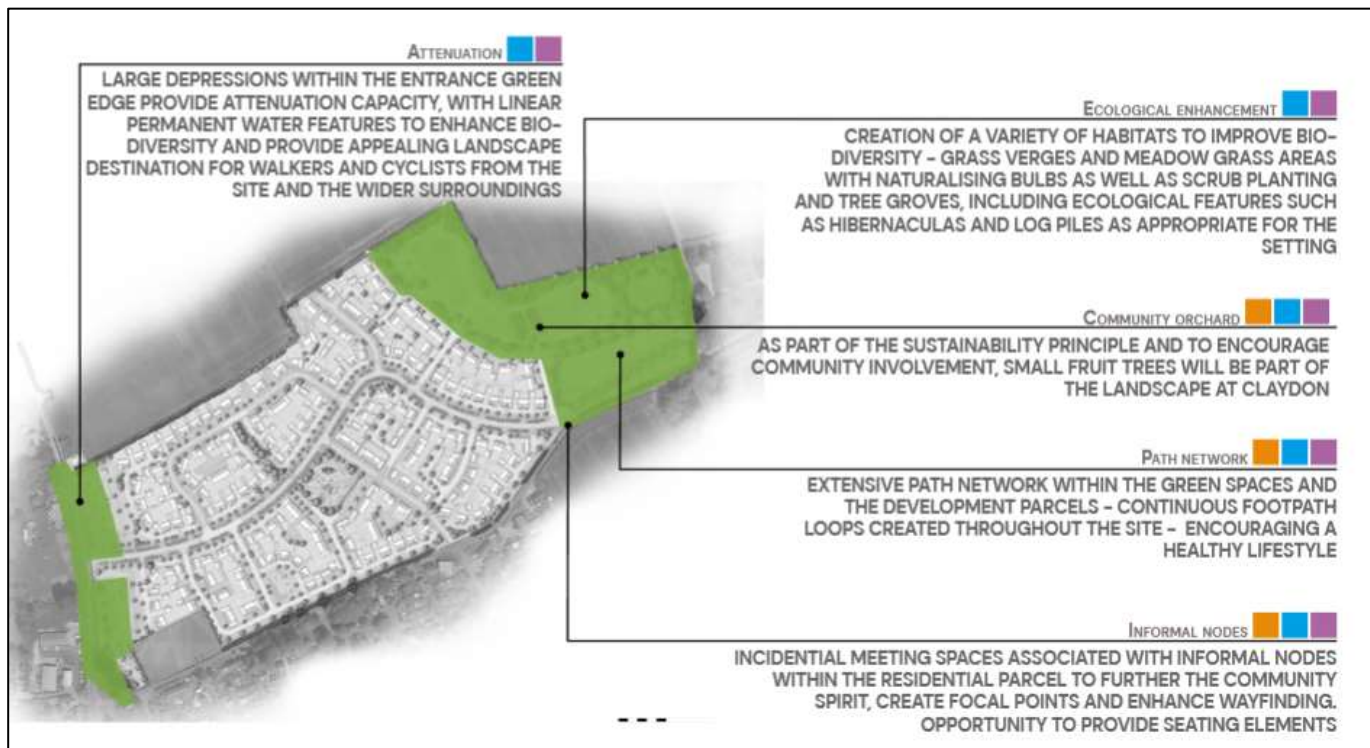 Attenuation
LARGE DEPRESSIONS WITHIN THE ENTRANCE GREEN
EDGE PROVIDE ATTENUATION CAPACITY, WITH LINEAR
PERMANENT WATER FEATURES TO ENHANCE BIO-
DIVERSITY AND PROVIDE APPEALING LANDSCAPE
DESTINATION FOR WALKERS AND CYCLISTS FROM THE
SITE AND THE WIDER SURROUNDINGS
Ecological enhancement
CREATION OF A VARIETY OF HABITATS TO IMPROVE BIO-
DIVERSITY - GRASS VERGES AND MEADOW GRASS AREAS
WITH NATURALISING BULBS AS WELL AS SCRUB PLANTING
AND TREE GROVES, INCLUDING ECOLOGICAL FEATURES SUCH
AS HIBERNACULAS AND LOG PILES AS APPROPRIATE FOR THE
SETTING
Community orchard
AS PART OF THE SUSTAINABILITY PRINCIPLE AND TO ENCOURAGE
COMMUNITY INVOLVEMENT, SMALL FRUIT TREES WILL BE PART OF
THE LANDSCAPE AT CLAYDON
Path network
EXTENSIVE PATH NETWORK WITHIN THE GREEN SPACES AND
THE DEVELOPMENT PARCELS - CONTINUOUS FOOTPATH
LOOPS CREATED THROUGHOUT THE SITE - ENCOURAGING A
HEALTHY LIFESTYLE
Informal nodes
INCIDENTIAL MEETING SPACES ASSOCIATED WITH INFORMAL NODES
WITHIN THE RESIDENTIAL PARCEL TO FURTHER THE COMMUNITY
SPIRIT, CREATE FOCAL POINTS AND ENHANCE WAYFINDING.
OPPORTUNITY TO PROVIDE SEATING ELEMENTS